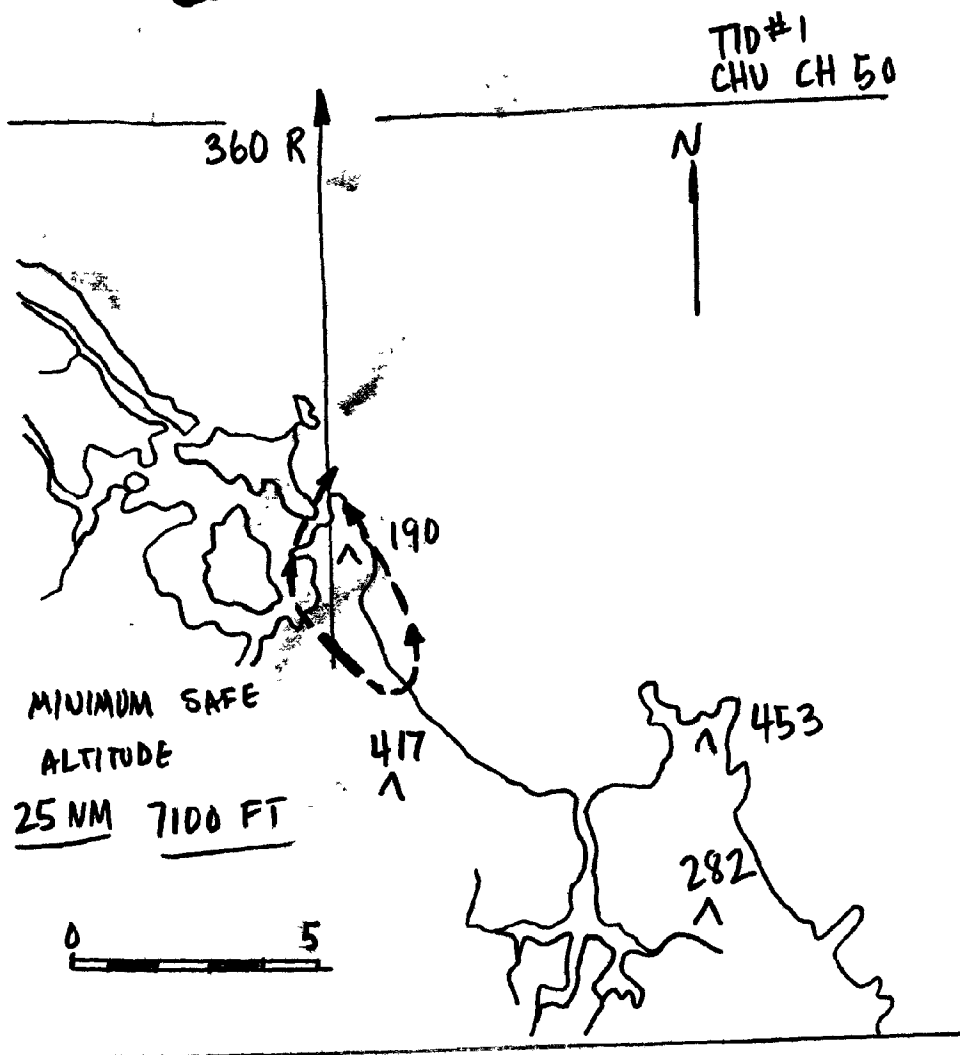 TTD #1
CHU CH 50
360 R
N
190
MINIMUM SAFE
ALTITUDE
25 NM 7100 FT
417
453
282
0 5